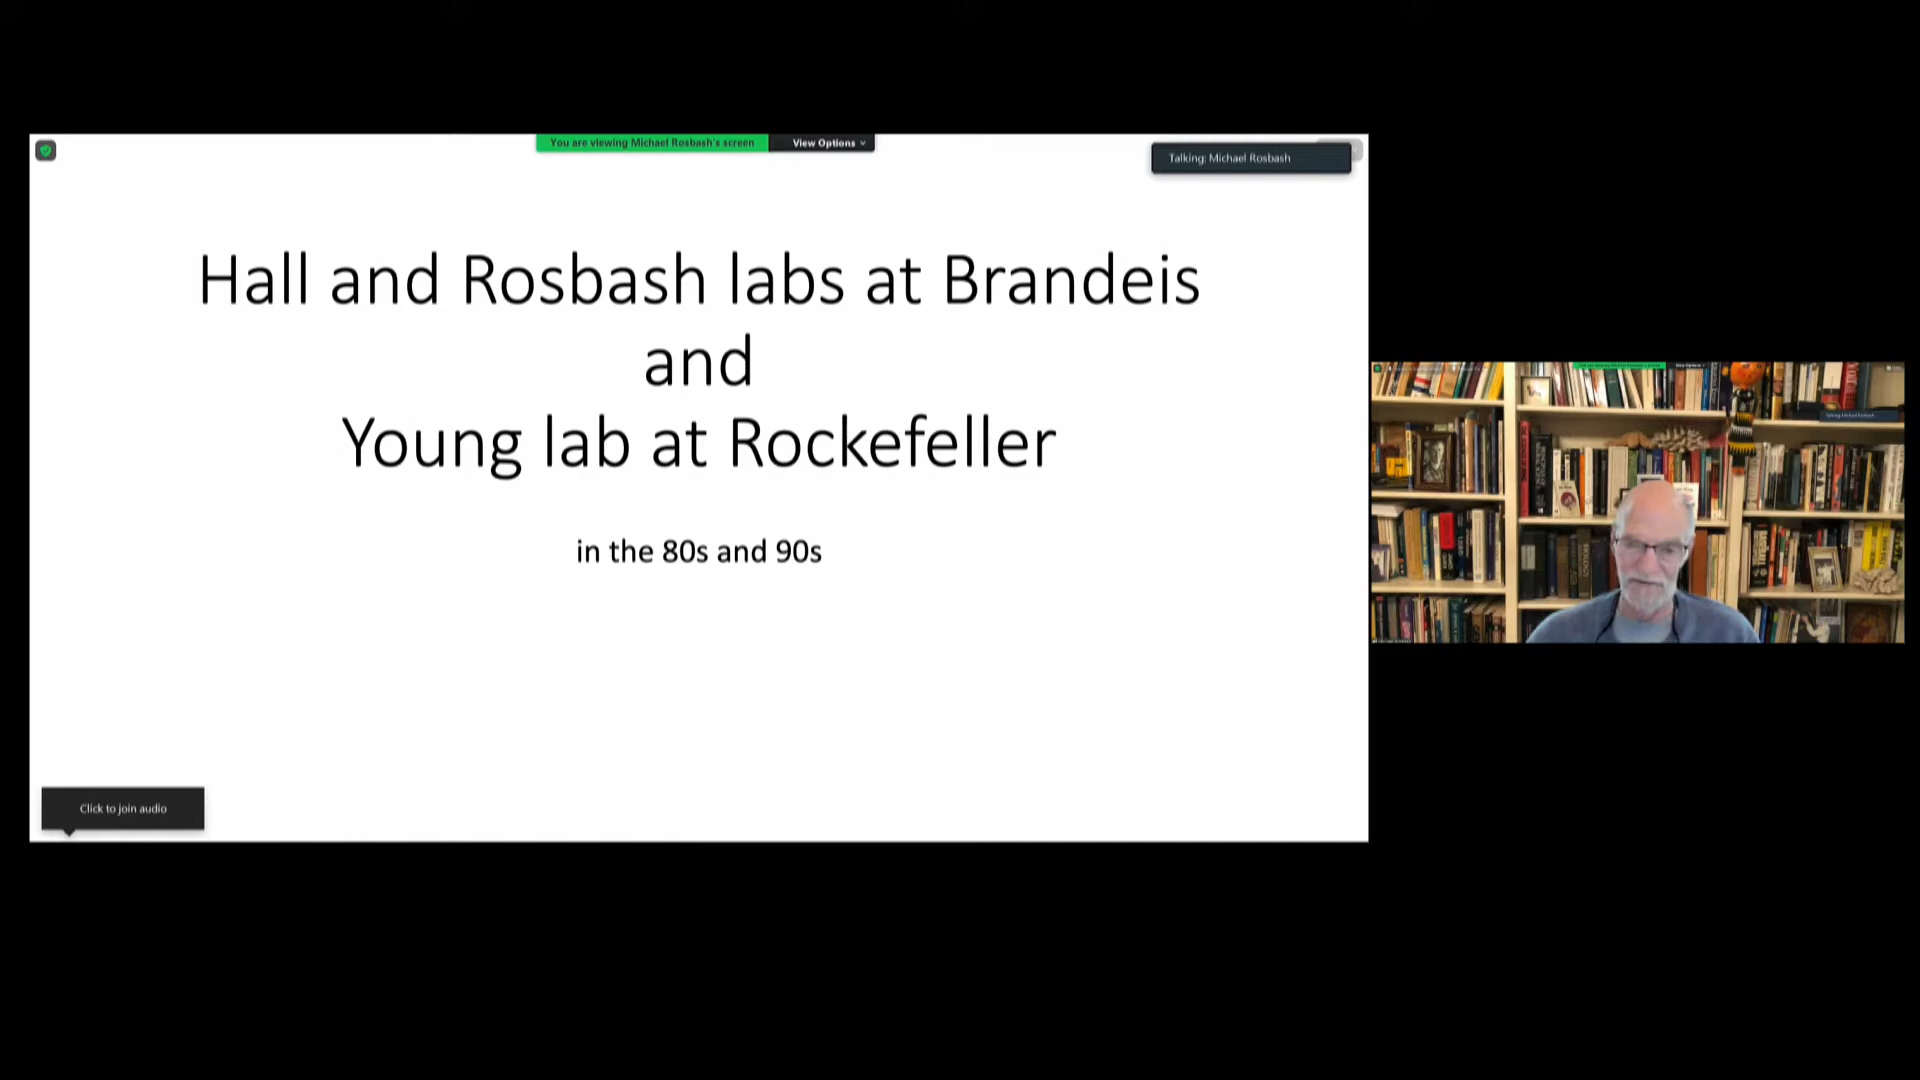 You are viewing Michael Rosbash's screen
View Options
Talking: Michael Rosbash
Hall and Rosbash labs at Brandeis
and
Young lab at Rockefeller
in the 80s and 90s
Click to join audio